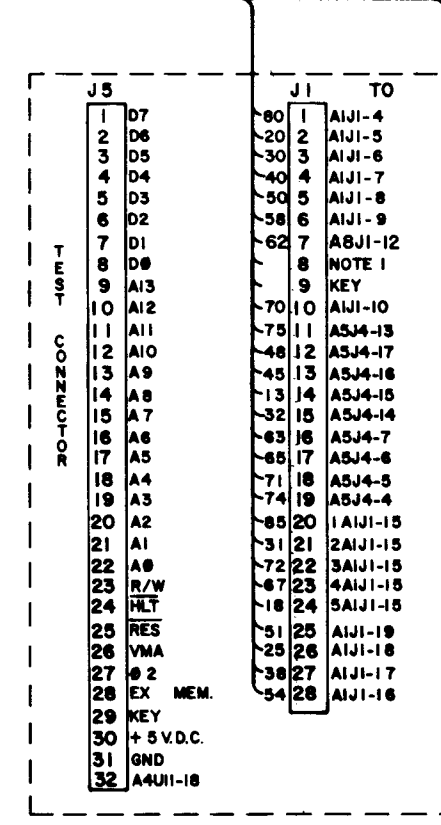 J5
1 D7
2 D6
3 D5
4 D4
5 D3
6 D2
7 D1
8 DØ
9 A13
10 A12
11 A11
12 A10
13 A9
14 A8
15 A7
16 A6
17 A5
18 A4
19 A3
20 A2
21 A1
22 AØ
23 R/W
24 HLT
25 RES
26 VMA
27 Ø2
28 EX MEM.
29 KEY
30 +5 V.D.C.
31 GND
32 A4U11-18
TEST CONNECTOR
J1 TO
80 1 A1J1-4
20 2 A1J1-5
30 3 A1J1-6
40 4 A1J1-7
50 5 A1J1-8
58 6 A1J1-9
62 7 A8J1-12
8 NOTE 1
9 KEY
70 10 A1J1-10
75 11 A5J4-13
48 12 A5J4-17
45 13 A5J4-16
13 14 A5J4-15
32 15 A5J4-14
63 16 A5J4-7
65 17 A5J4-6
71 18 A5J4-5
74 19 A5J4-4
85 20 1A1J1-15
31 21 2A1J1-15
72 22 3A1J1-15
67 23 4A1J1-15
18 24 5A1J1-15
51 25 A1J1-19
25 26 A1J1-18
38 27 A1J1-17
54 28 A1J1-16